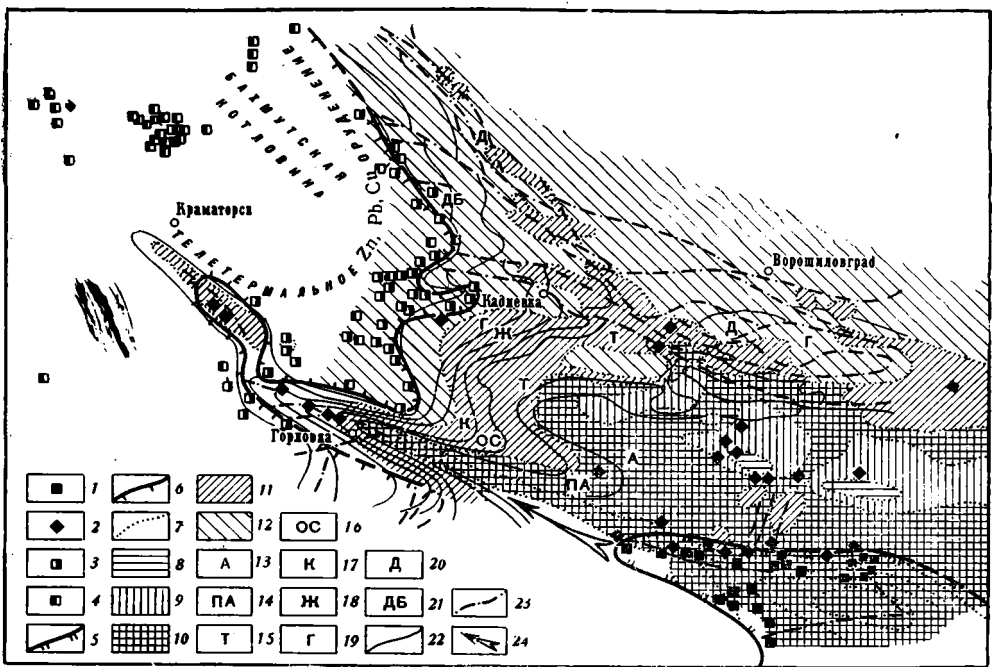 БАХМУТСКАЯ
КОТЛОВИНА
ОРУДЕНЕНИЕ
Д
ДБ
Краматорск
ТЕЛЕТЕРМАЛЬНОЕ Zn, Pb, Cu
Ворошиловград
Кадиевка
Г
Ж
Т
Д
Г
Т
К
ОС
А
ПА
Горловка
1
6
11
2
7
12
ОС 16
3
8
А 13
К 17
Д 20
4
9
ПА 14
Ж 18
ДБ 21
23
5
10
Т 15
Г 19
22
24